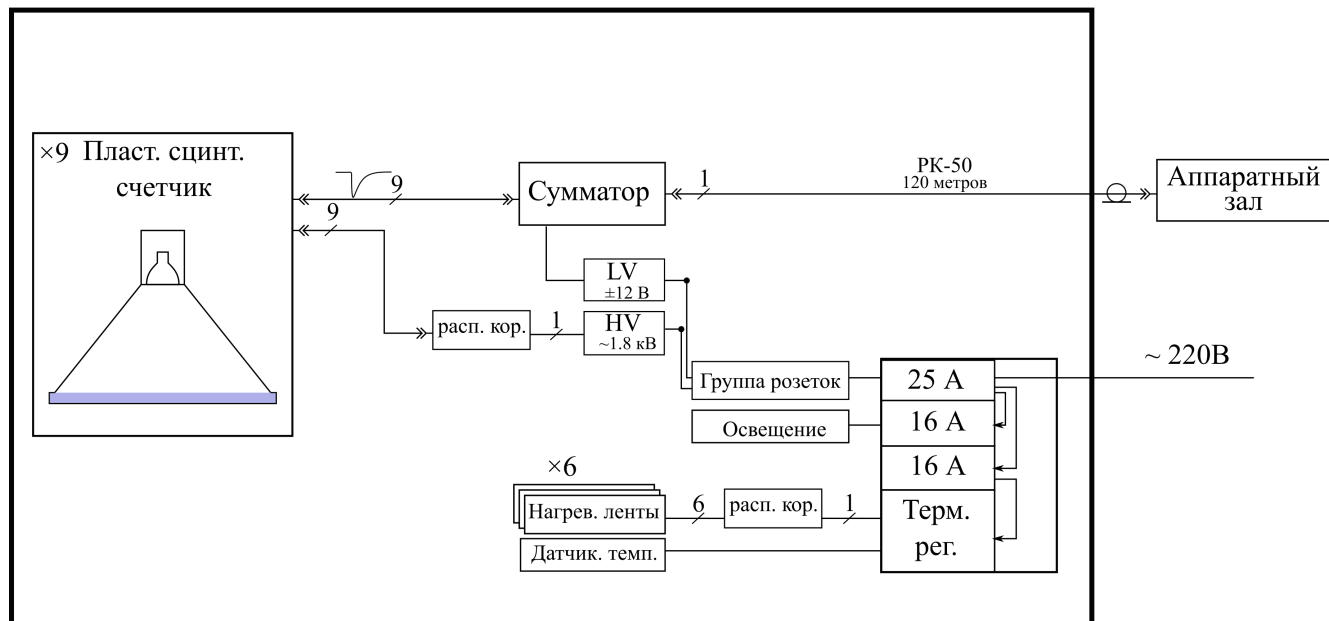 ×9 Пласт. сцинт.
счетчик
9
9
Сумматор
1
РК-50
120 метров
Аппаратный
зал
LV
±12 В
расп. кор.
1
HV
~1.8 кВ
~ 220В
Группа розеток
25 А
Освещение
16 А
16 А
×6
Нагрев. ленты
6
расп. кор.
1
Терм.
рег.
Датчик. темп.